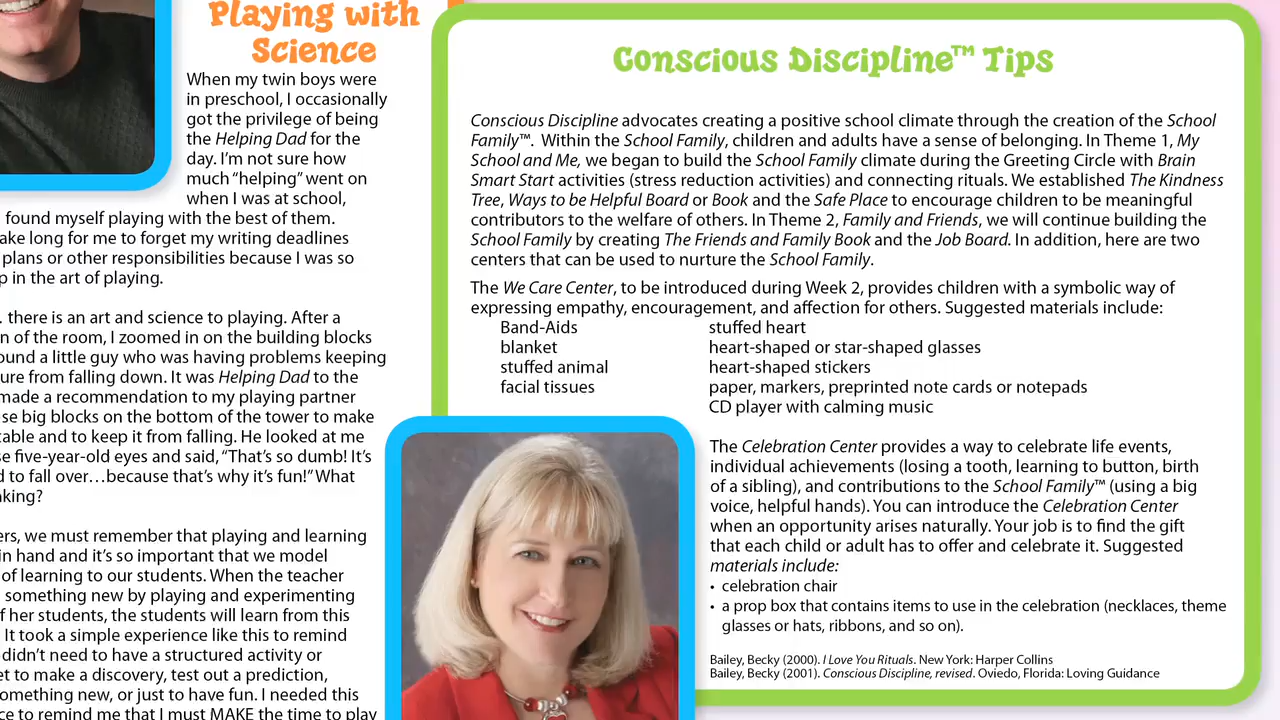 Playing with
Science
When my twin boys were
in preschool, I occasionally
got the privilege of being
the Helping Dad for the
day. I'm not sure how
much “helping” went on
when I was at school,
found myself playing with the best of them.
ake long for me to forget my writing deadlines
plans or other responsibilities because I was so
p in the art of playing.
. there is an art and science to playing. After a
n of the room, I zoomed in on the building blocks
ound a little guy who was having problems keeping
ure from falling down. It was Helping Dad to the
made a recommendation to my playing partner
se big blocks on the bottom of the tower to make
table and to keep it from falling. He looked at me
se five-year-old eyes and said, “That's so dumb! It's
d to fall over…because that's why it's fun!” What
nking?
ers, we must remember that playing and learning
in hand and it's so important that we model
of learning to our students. When the teacher
something new by playing and experimenting
f her students, the students will learn from this
It took a simple experience like this to remind
didn't need to have a structured activity or
et to make a discovery, test out a prediction,
omething new, or just to have fun. I needed this
ce to remind me that I must MAKE the time to play
Conscious Discipline™ Tips
Conscious Discipline advocates creating a positive school climate through the creation of the School
Family™. Within the School Family, children and adults have a sense of belonging. In Theme 1, My
School and Me, we began to build the School Family climate during the Greeting Circle with Brain
Smart Start activities (stress reduction activities) and connecting rituals. We established The Kindness
Tree, Ways to be Helpful Board or Book and the Safe Place to encourage children to be meaningful
contributors to the welfare of others. In Theme 2, Family and Friends, we will continue building the
School Family by creating The Friends and Family Book and the Job Board. In addition, here are two
centers that can be used to nurture the School Family.
The We Care Center, to be introduced during Week 2, provides children with a symbolic way of
expressing empathy, encouragement, and affection for others. Suggested materials include:
Band-Aids stuffed heart
blanket heart-shaped or star-shaped glasses
stuffed animal heart-shaped stickers
facial tissues paper, markers, preprinted note cards or notepads
CD player with calming music
The Celebration Center provides a way to celebrate life events,
individual achievements (losing a tooth, learning to button, birth
of a sibling), and contributions to the School Family™ (using a big
voice, helpful hands). You can introduce the Celebration Center
when an opportunity arises naturally. Your job is to find the gift
that each child or adult has to offer and celebrate it. Suggested
materials include:
• celebration chair
• a prop box that contains items to use in the celebration (necklaces, theme
glasses or hats, ribbons, and so on).
Bailey, Becky (2000). I Love You Rituals. New York: Harper Collins
Bailey, Becky (2001). Conscious Discipline, revised. Oviedo, Florida: Loving Guidance